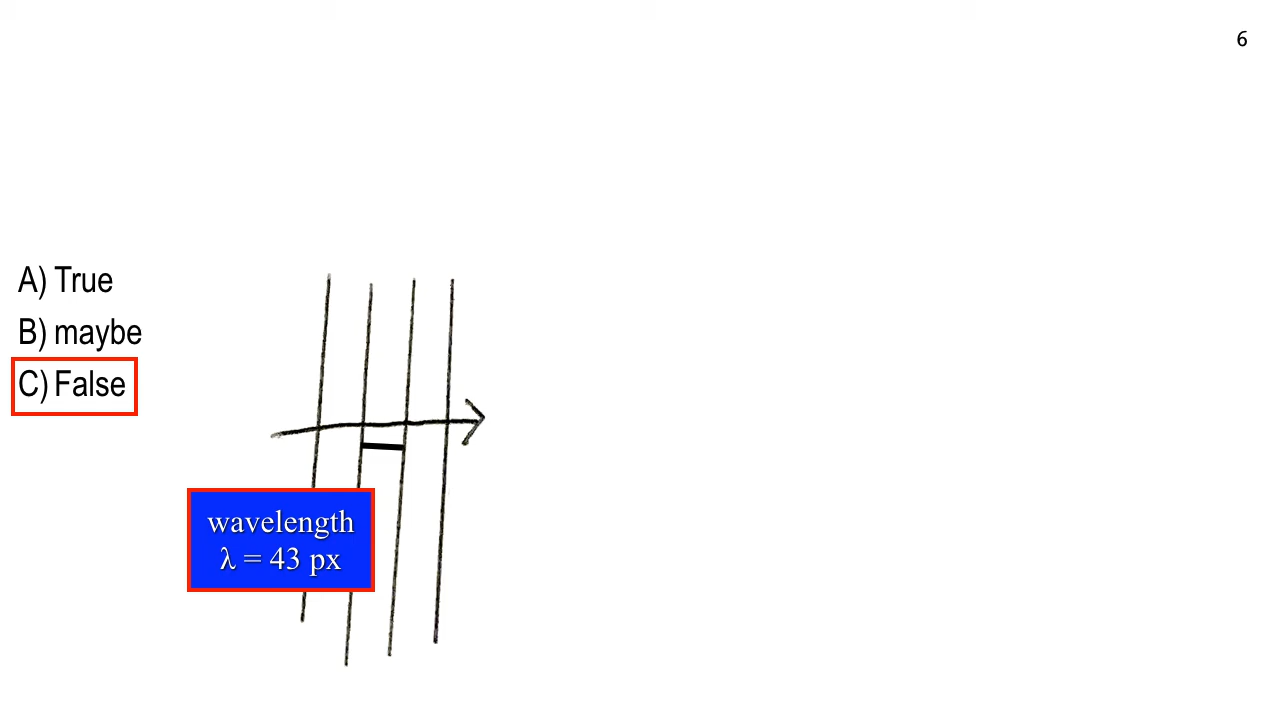 6
A) True
B) maybe
C) False
wavelength
λ = 43 px